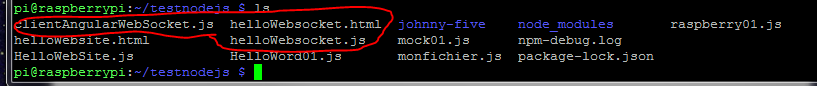 pi@raspberrypi:~/testnodejs $ ls
clientAngularWebSocket.js helloWebsocket.html johnny-five node_modules raspberry01.js
helloWebsite.html helloWebsocket.js mock01.js npm-debug.log
HelloWebSite.js HelloWord01.js monfichier.js package-lock.json
pi@raspberrypi:~/testnodejs $